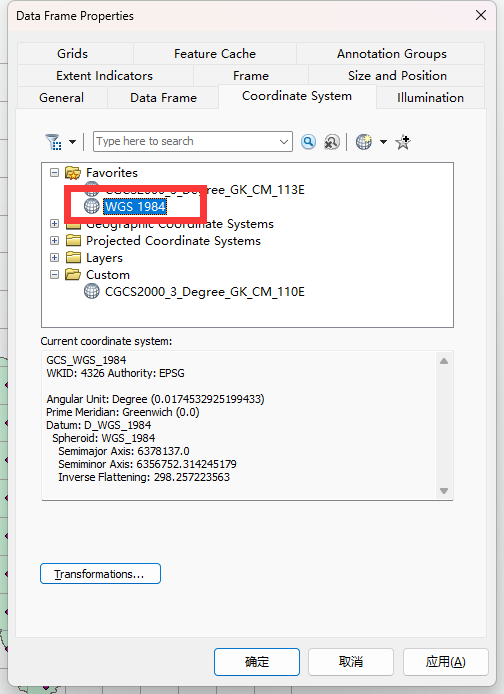 Data Frame Properties
Grids Feature Cache Annotation Groups
Extent Indicators Frame Size and Position
General Data Frame Coordinate System Illumination
Type here to search
Favorites
CGCS2000_3_Degree_GK_CM_113E
WGS 1984
Geographic Coordinate Systems
Projected Coordinate Systems
Layers
Custom
CGCS2000_3_Degree_GK_CM_110E
Current coordinate system:
GCS_WGS_1984
WKID: 4326 Authority: EPSG
Angular Unit: Degree (0.0174532925199433)
Prime Meridian: Greenwich (0.0)
Datum: D_WGS_1984
Spheroid: WGS_1984
Semimajor Axis: 6378137.0
Semiminor Axis: 6356752.314245179
Inverse Flattening: 298.257223563
Transformations...
确定 取消 应用(A)